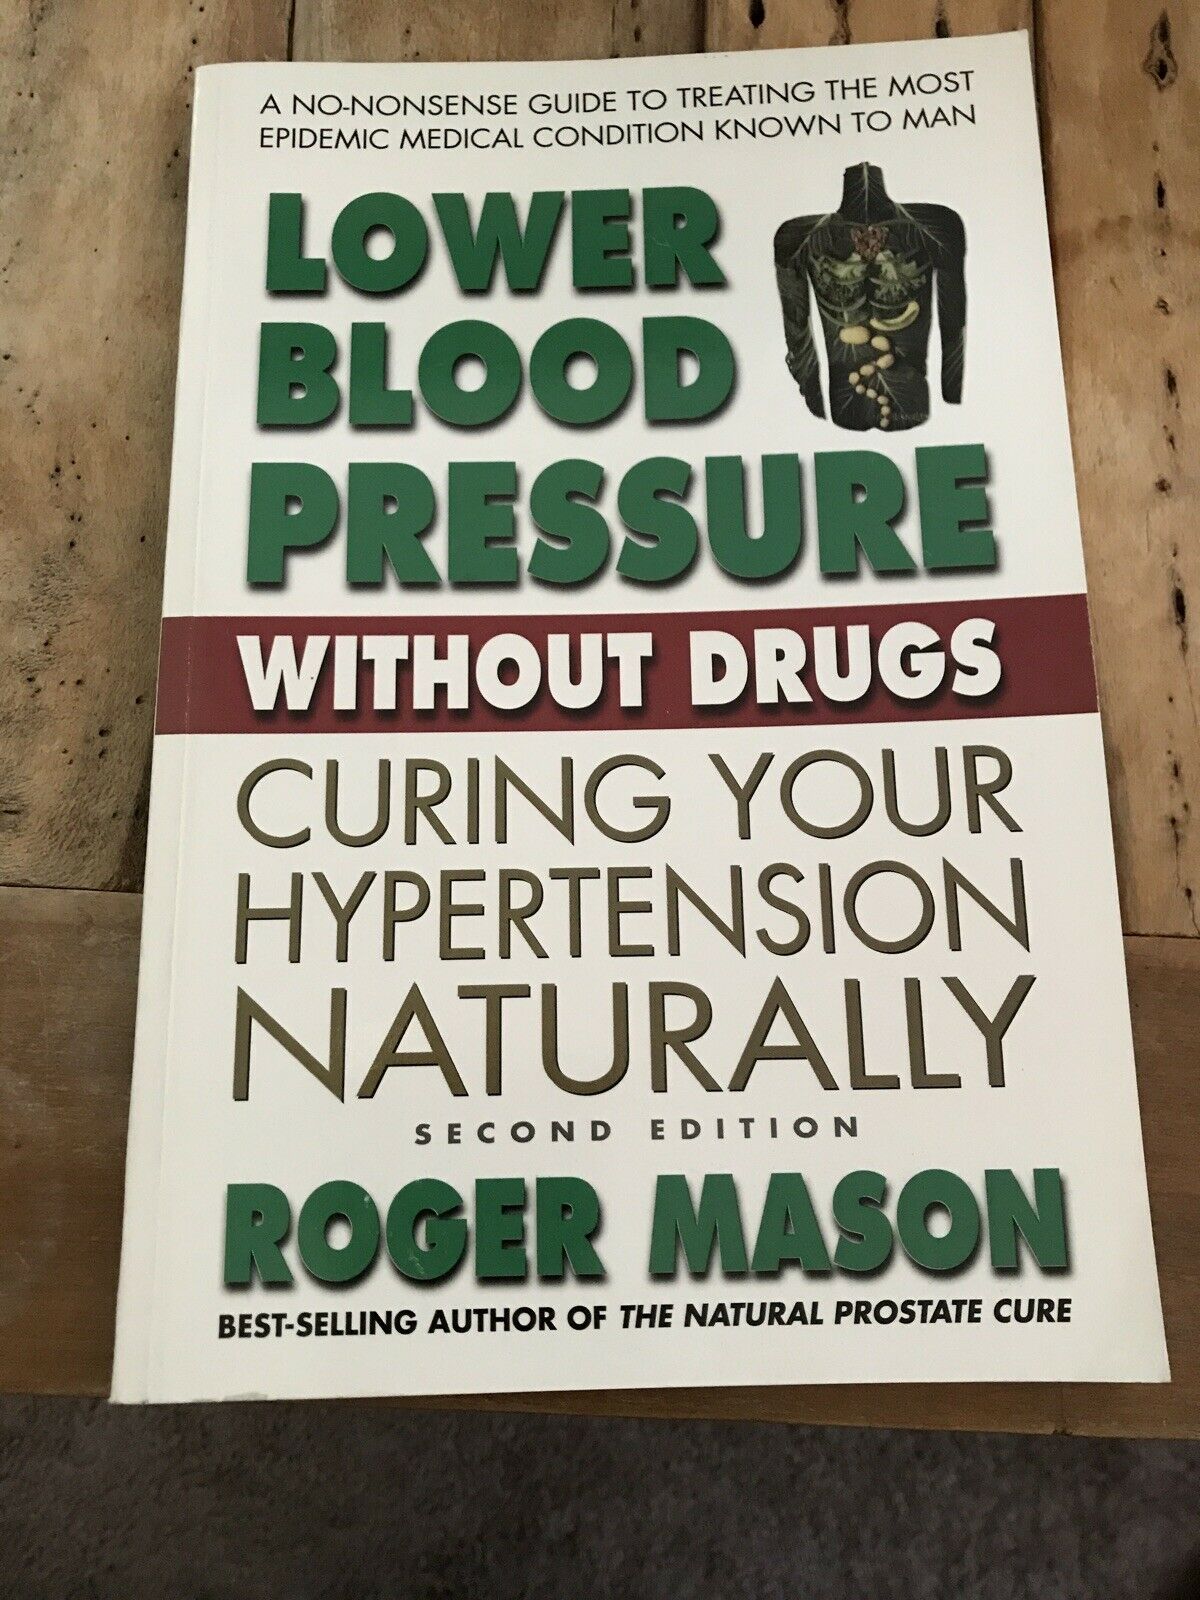 A NO-NONSENSE GUIDE TO TREATING THE MOST
EPIDEMIC MEDICAL CONDITION KNOWN TO MAN
LOWER
BLOOD
PRESSURE
WITHOUT DRUGS
CURING YOUR
HYPERTENSION
NATURALLY
SECOND EDITION
ROGER MASON
BEST-SELLING AUTHOR OF THE NATURAL PROSTATE CURE